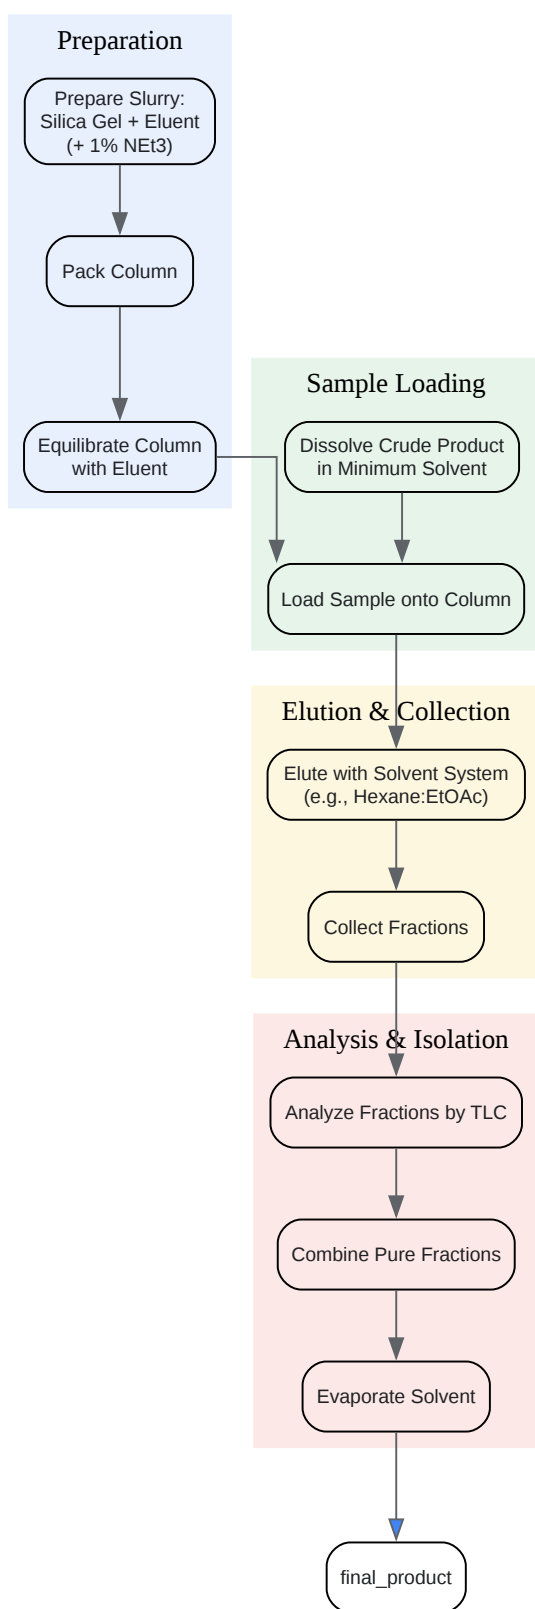 Preparation
Prepare Slurry:
Silica Gel + Eluent
(+ 1% NEt3)
Pack Column
Equilibrate Column
with Eluent
Sample Loading
Dissolve Crude Product
in Minimum Solvent
Load Sample onto Column
Elution & Collection
Elute with Solvent System
(e.g., Hexane:EtOAc)
Collect Fractions
Analysis & Isolation
Analyze Fractions by TLC
Combine Pure Fractions
Evaporate Solvent
final_product